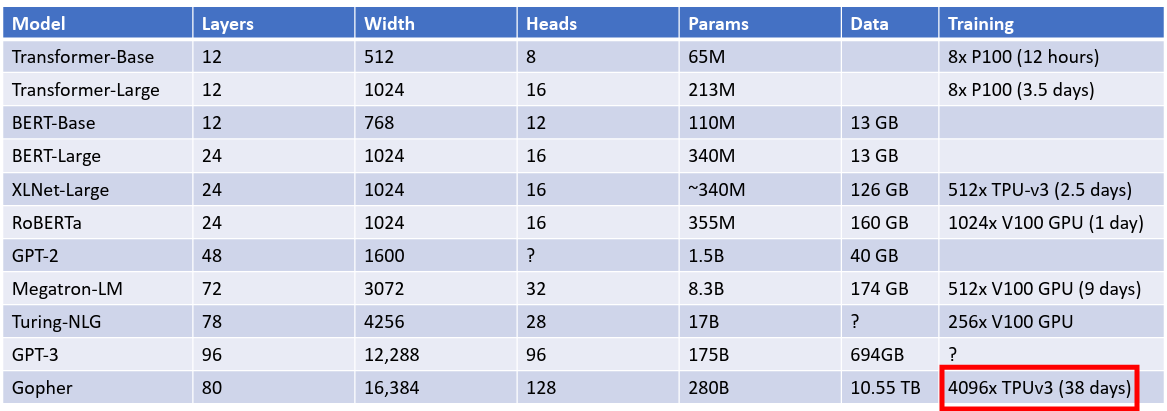 Model Layers Width Heads Params Data Training
Transformer-Base 12 512 8 65M 8x P100 (12 hours)
Transformer-Large 12 1024 16 213M 8x P100 (3.5 days)
BERT-Base 12 768 12 110M 13 GB
BERT-Large 24 1024 16 340M 13 GB
XLNet-Large 24 1024 16 ~340M 126 GB 512x TPU-v3 (2.5 days)
RoBERTa 24 1024 16 355M 160 GB 1024x V100 GPU (1 day)
GPT-2 48 1600 ? 1.5B 40 GB
Megatron-LM 72 3072 32 8.3B 174 GB 512x V100 GPU (9 days)
Turing-NLG 78 4256 28 17B ? 256x V100 GPU
GPT-3 96 12,288 96 175B 694GB ?
Gopher 80 16,384 128 280B 10.55 TB 4096x TPUv3 (38 days)